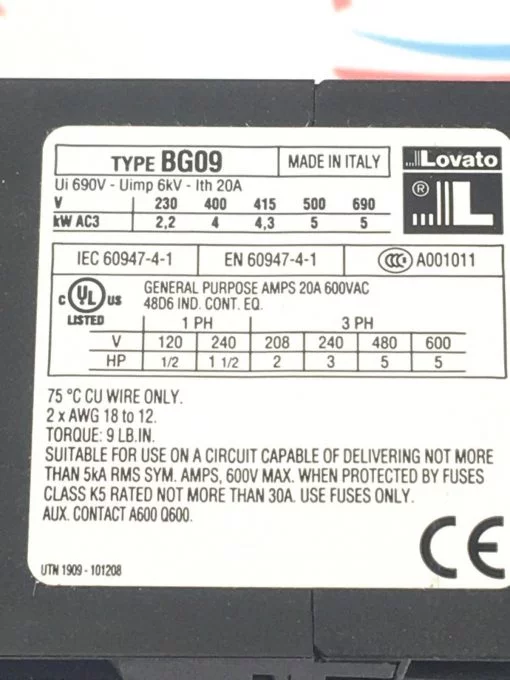 TYPE BG09 MADE IN ITALY Lovato
Ui 690V - Uimp 6kV - Ith 20A ®
V 230 400 415 500 690
kW AC3 2,2 4 4,3 5 5
L
IEC 60947-4-1 EN 60947-4-1 CCC A001011
c UL us GENERAL PURPOSE AMPS 20A 600VAC
LISTED 48D6 IND. CONT. EQ.
1 PH 3 PH
V 120 240 208 240 480 600
HP 1/2 1 1/2 2 3 5 5
75 °C CU WIRE ONLY.
2 x AWG 18 to 12.
TORQUE: 9 LB.IN.
SUITABLE FOR USE ON A CIRCUIT CAPABLE OF DELIVERING NOT MORE
THAN 5kA RMS SYM. AMPS, 600V MAX. WHEN PROTECTED BY FUSES
CLASS K5 RATED NOT MORE THAN 30A. USE FUSES ONLY.
AUX. CONTACT A600 Q600.
CE
UTN 1909 - 101208